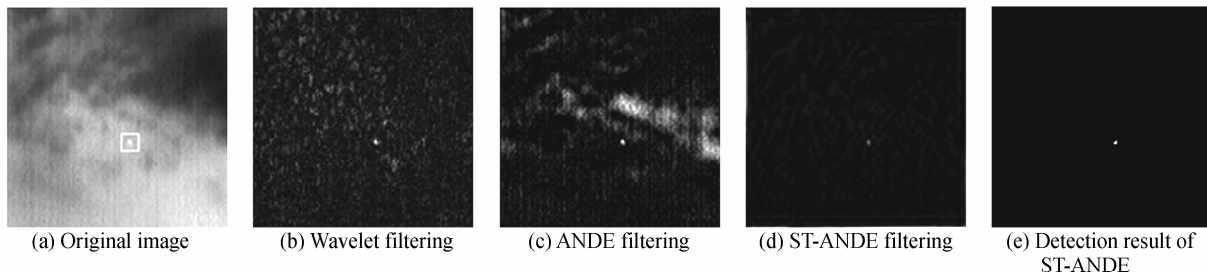 (a) Original image
(b) Wavelet filtering
(c) ANDE filtering
(d) ST-ANDE filtering
(e) Detection result of
ST-ANDE